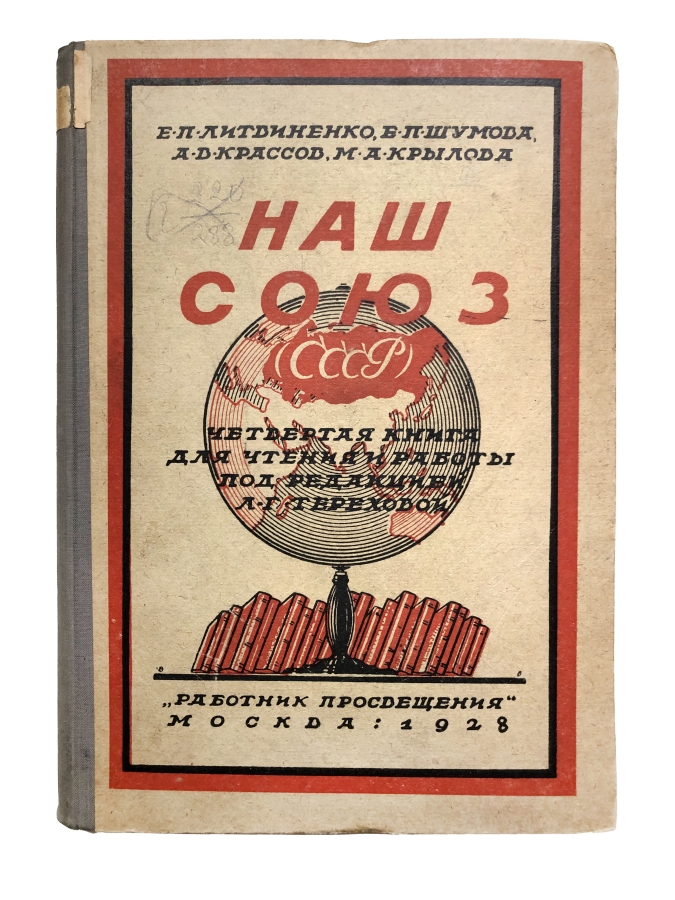 Е·П·ЛИТВИНЕНКО, Б·П·ШУМОВА,
А·В·КРАССОВ, М·А·КРЫЛОВА
НАШ
СОЮЗ
(СССР)
ЧЕТВЕРТАЯ КНИГА
ДЛЯ ЧТЕНИЯ И РАБОТЫ
ПОД РЕДАКЦИЕЙ
Л·Г·ТЕРЕХОВОЙ
„РАБОТНИК ПРОСВЕЩЕНИЯ“
МОСКВА : 1928